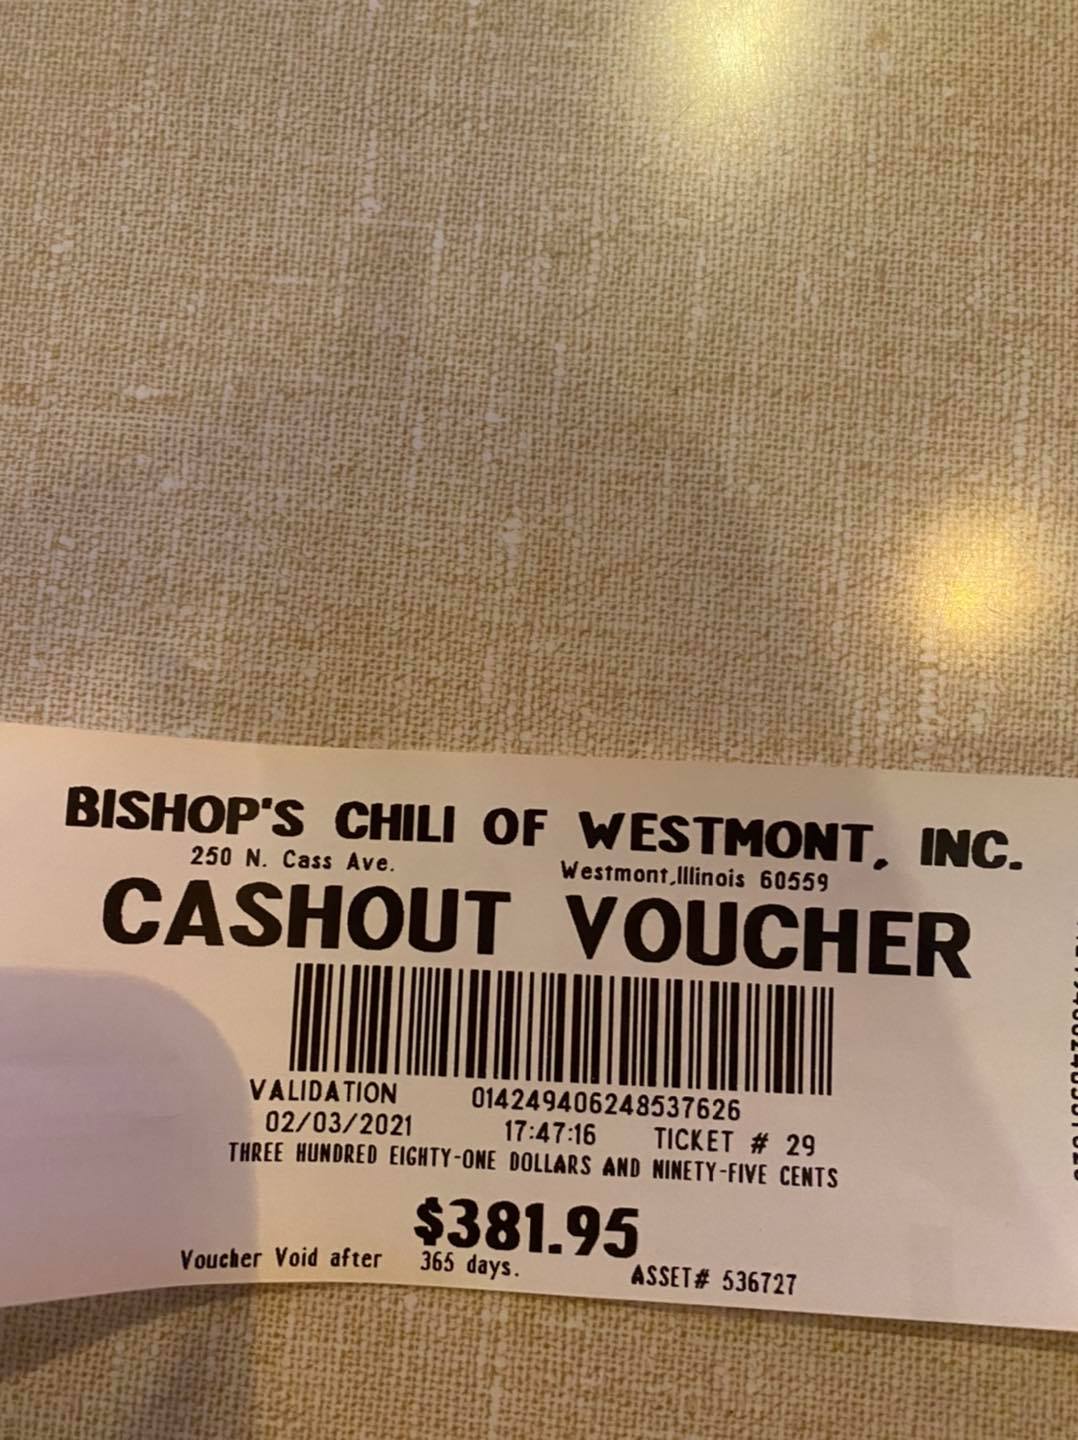 BISHOP'S CHILI OF WESTMONT, INC.
250 N. Cass Ave. Westmont,Illinois 60559
CASHOUT VOUCHER
VALIDATION 014249406248537626
02/03/2021 17:47:16 TICKET # 29
THREE HUNDRED EIGHTY-ONE DOLLARS AND NINETY-FIVE CENTS
$381.95
Voucher Void after 365 days. ASSET# 536727